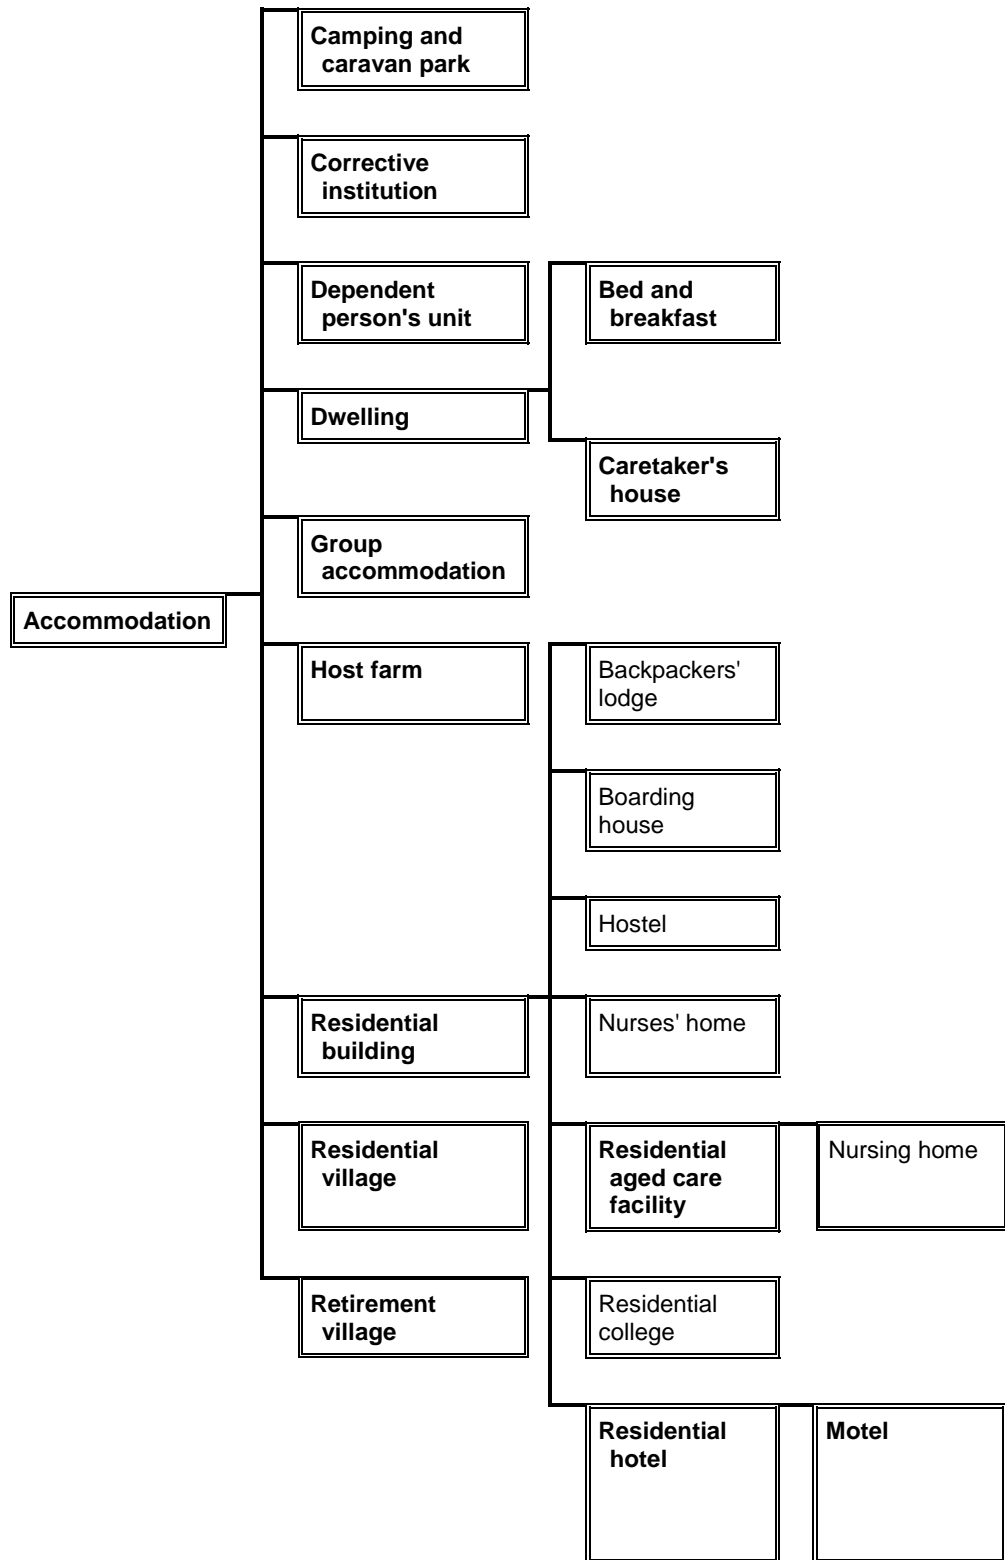 Camping and
caravan park
Corrective
institution
Dependent
person's unit
Bed and
breakfast
Dwelling
Caretaker's
house
Group
accommodation
Accommodation
Host farm
Backpackers'
lodge
Boarding
house
Hostel
Residential
building
Nurses' home
Residential
village
Residential
aged care
facility
Nursing home
Retirement
village
Residential
college
Residential
hotel
Motel